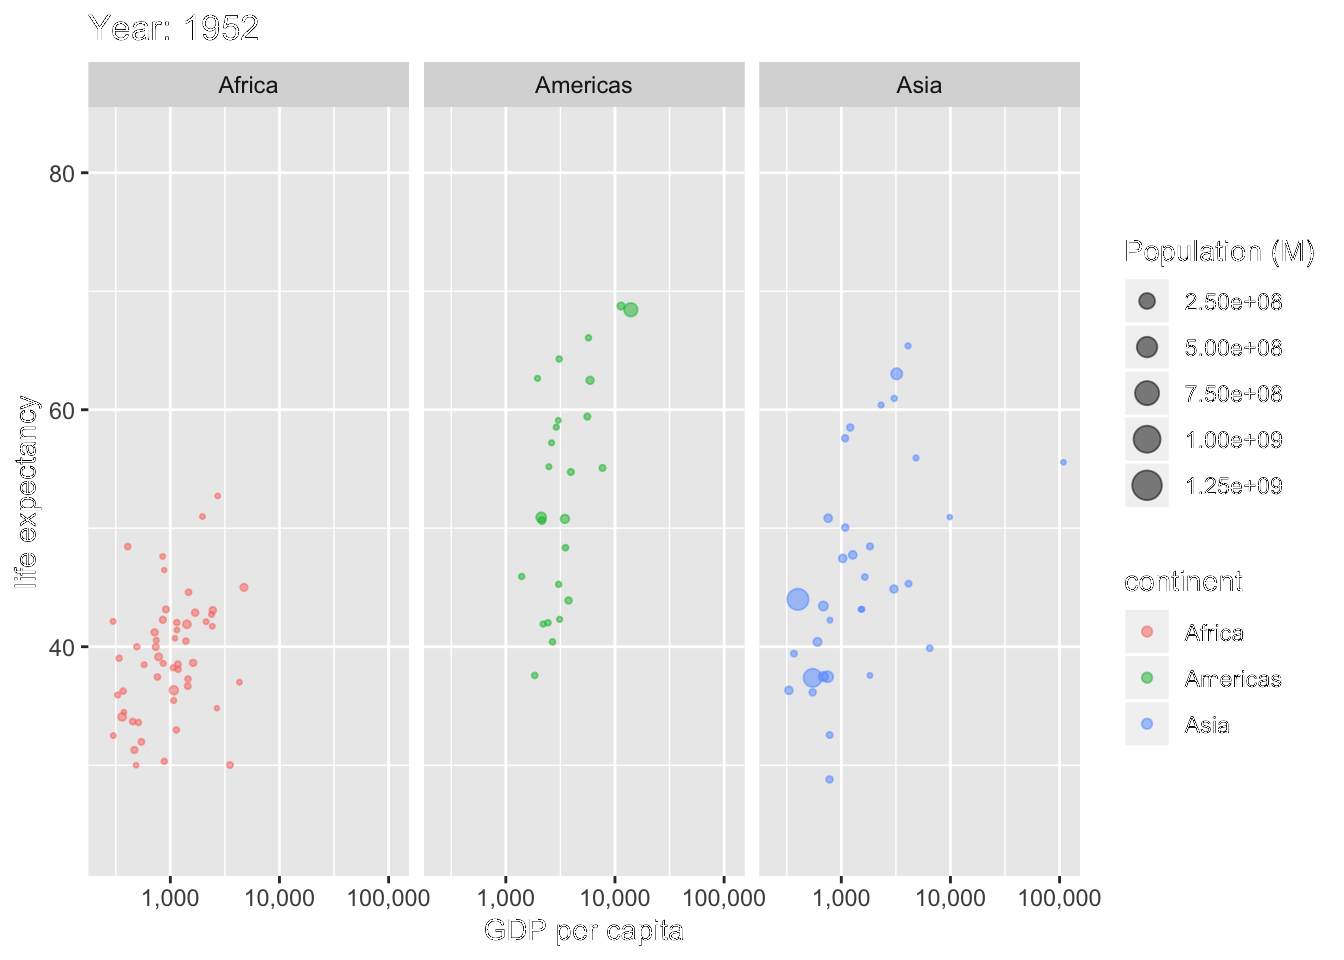 Year: 1952
Africa Americas Asia
80
60
40
life expectancy
1,000 10,000 100,000 1,000 10,000 100,000 1,000 10,000 100,000
GDP per capita
Population (M)
2.50e+08
5.00e+08
7.50e+08
1.00e+09
1.25e+09
continent
Africa
Americas
Asia